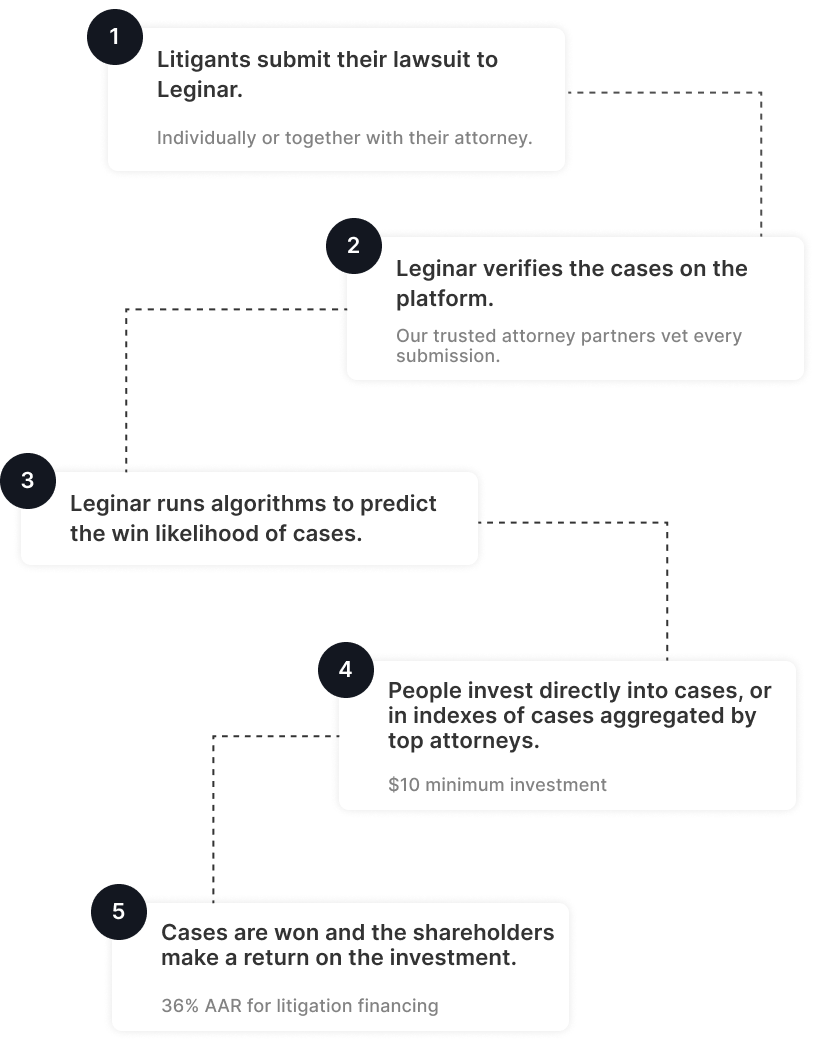 1
Litigants submit their lawsuit to
Leginar.
Individually or together with their attorney.
2
Leginar verifies the cases on the
platform.
Our trusted attorney partners vet every
submission.
3
Leginar runs algorithms to predict
the win likelihood of cases.
4
People invest directly into cases, or
in indexes of cases aggregated by
top attorneys.
$10 minimum investment
5
Cases are won and the shareholders
make a return on the investment.
36% AAR for litigation financing